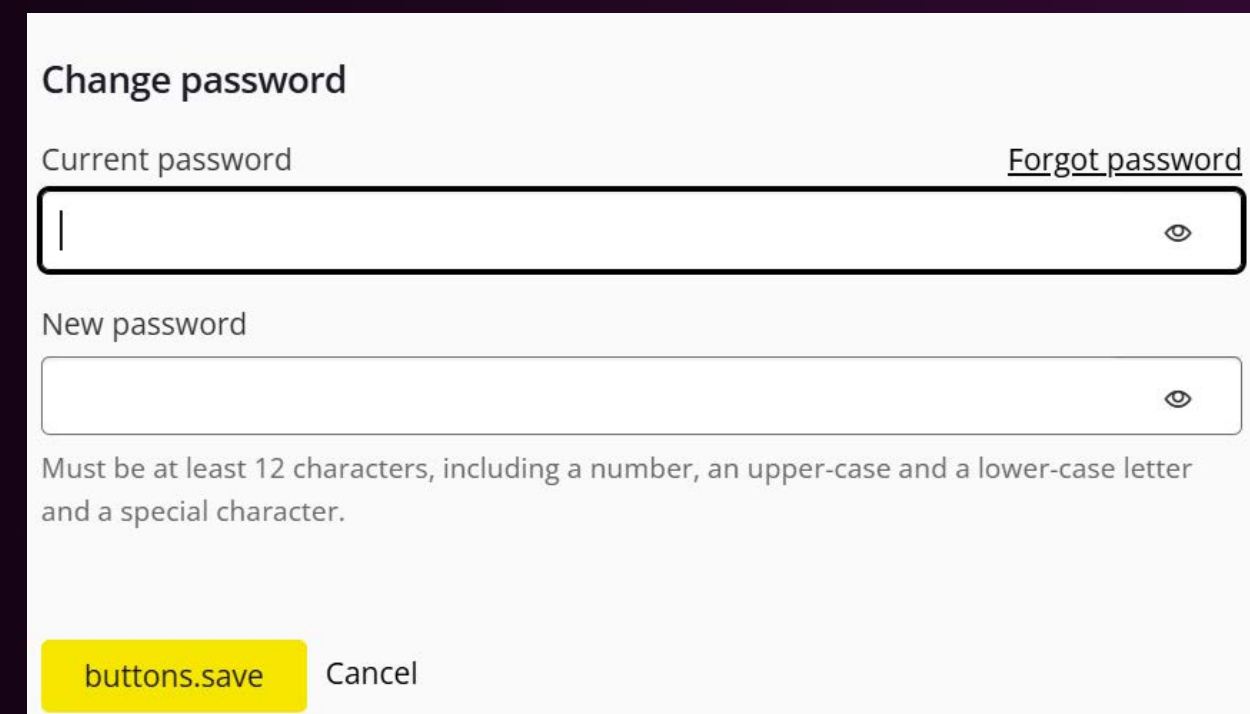 Change password
Current password
Forgot password
New password
Must be at least 12 characters, including a number, an upper-case and a lower-case letter
and a special character.
buttons.save
Cancel